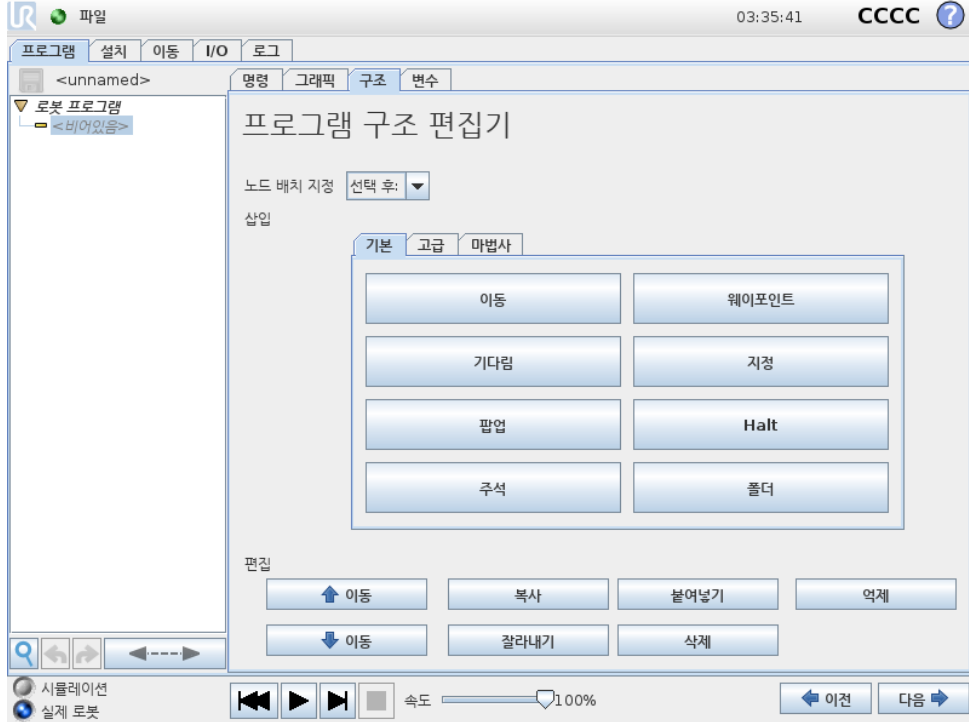 UR 파일 03:35:41 CCCC ?
프로그램 설치 이동 I/O 로그
<unnamed> 명령 그래픽 구조 변수
로봇 프로그램
<비어있음>
프로그램 구조 편집기
노드 배치 지정 선택 후:
삽입
기본 고급 마법사
이동 웨이포인트
기다림 지정
팝업 Halt
주석 폴더
편집
이동 복사 붙여넣기 억제
이동 잘라내기 삭제
시뮬레이션
실제 로봇
속도 100% 이전 다음